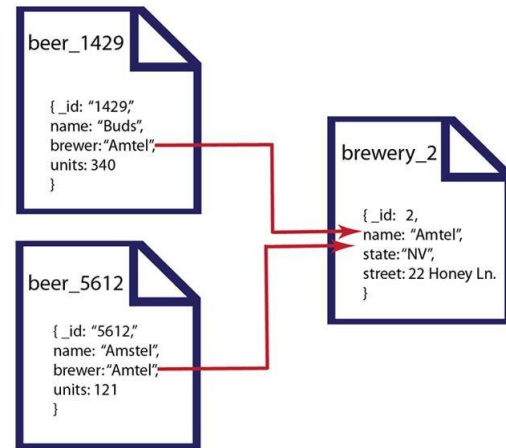 beer_1429
{ _id: “1429,”
name: “Buds”,
brewer: “Amtel”,
units: 340
}
brewery_2
{ _id: 2,
name: “Amtel”,
state: “NV”,
street: 22 Honey Ln.
}
beer_5612
{ _id: “5612,”
name: “Amstel”,
brewer: “Amtel”,
units: 121
}